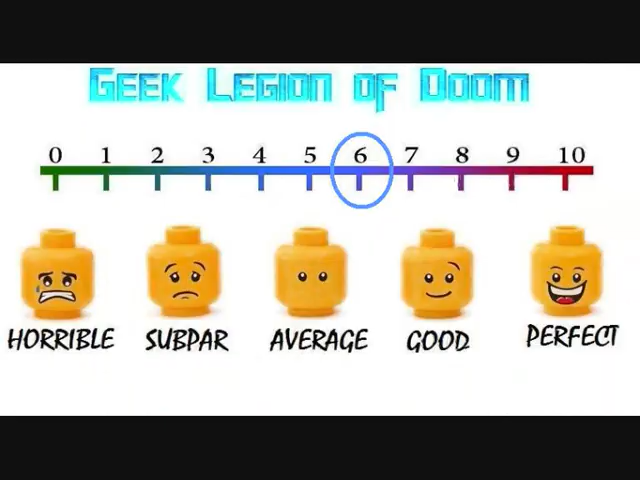 Geek Legion of Doom
0 1 2 3 4 5 6 7 8 9 10
HORRIBLE SUBPAR AVERAGE GOOD PERFECT